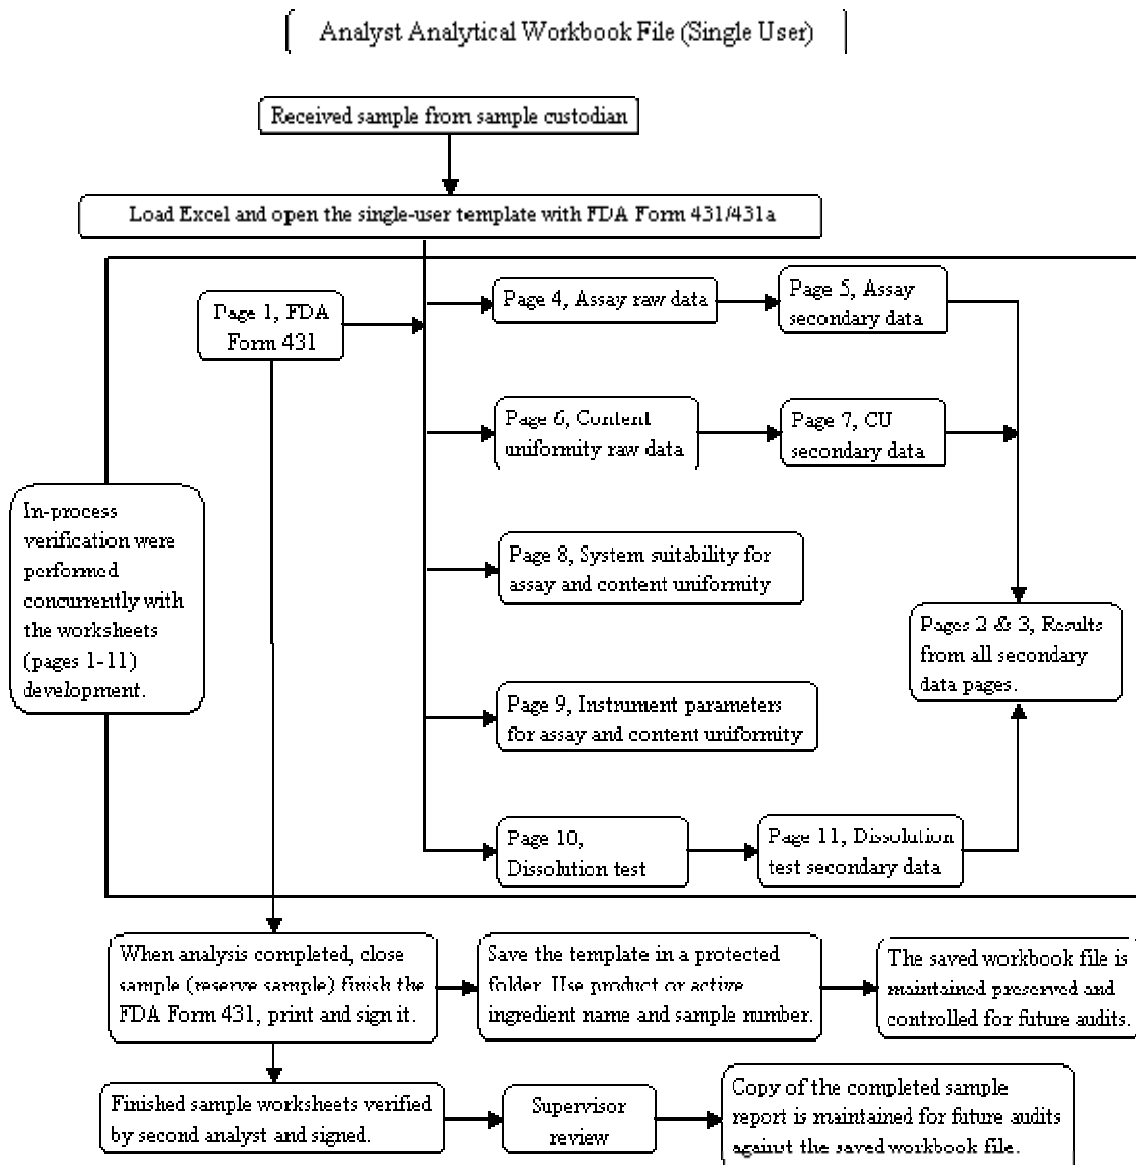 Analyst Analytical Workbook File (Single User)
Received sample from sample custodian
Load Excel and open the single-user template with FDA Form 431/431a
Page 1, FDA
Form 431
Page 4, Assay raw data
Page 5, Assay
secondary data
Page 6, Content
uniformity raw data
Page 7, CU
secondary data
In-process
verification were
performed
concurrently with
the worksheets
(pages 1-11)
development.
Page 8, System suitability for
assay and content uniformity
Pages 2 & 3, Results
from all secondary
data pages.
Page 9, Instrument parameters
for assay and content uniformity
Page 10,
Dissolution test
Page 11, Dissolution
test secondary data
When analysis completed, close
sample (reserve sample) finish the
FDA Form 431, print and sign it.
Save the template in a protected
folder. Use product or active
ingredient name and sample number.
The saved workbook file is
maintained preserved and
controlled for future audits.
Finished sample worksheets verified
by second analyst and signed.
Supervisor
review
Copy of the completed sample
report is maintained for future audits
against the saved workbook file.